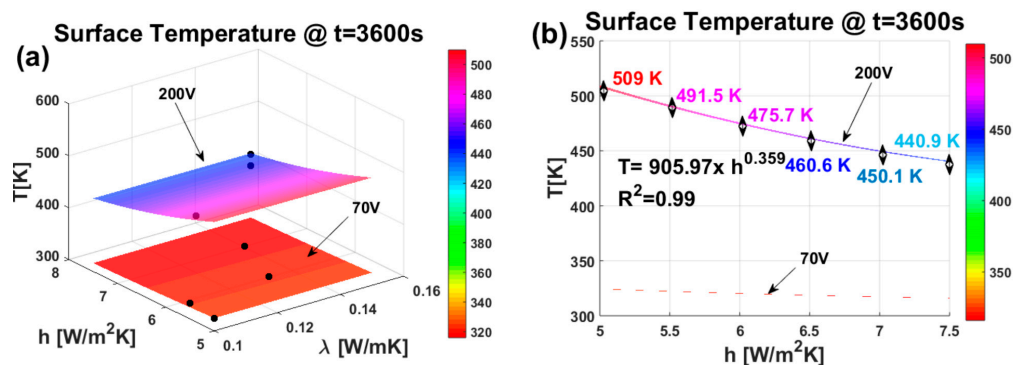 Surface Temperature @ t=3600s
(a)
200V
70V
T[K]
600
500
400
300
8
7
6
5
h [W/m²K]
0.1
0.12
0.14
0.16
λ [W/mK]
500
480
460
440
420
400
380
360
340
320
Surface Temperature @ t=3600s
(b)
550
500
450
400
350
300
T[K]
509 K
491.5 K
475.7 K
200V
460.6 K
440.9 K
450.1 K
T= 905.97x h^0.359
R²=0.99
70V
5
5.5
6
6.5
7
7.5
h [W/m²K]
500
450
400
350